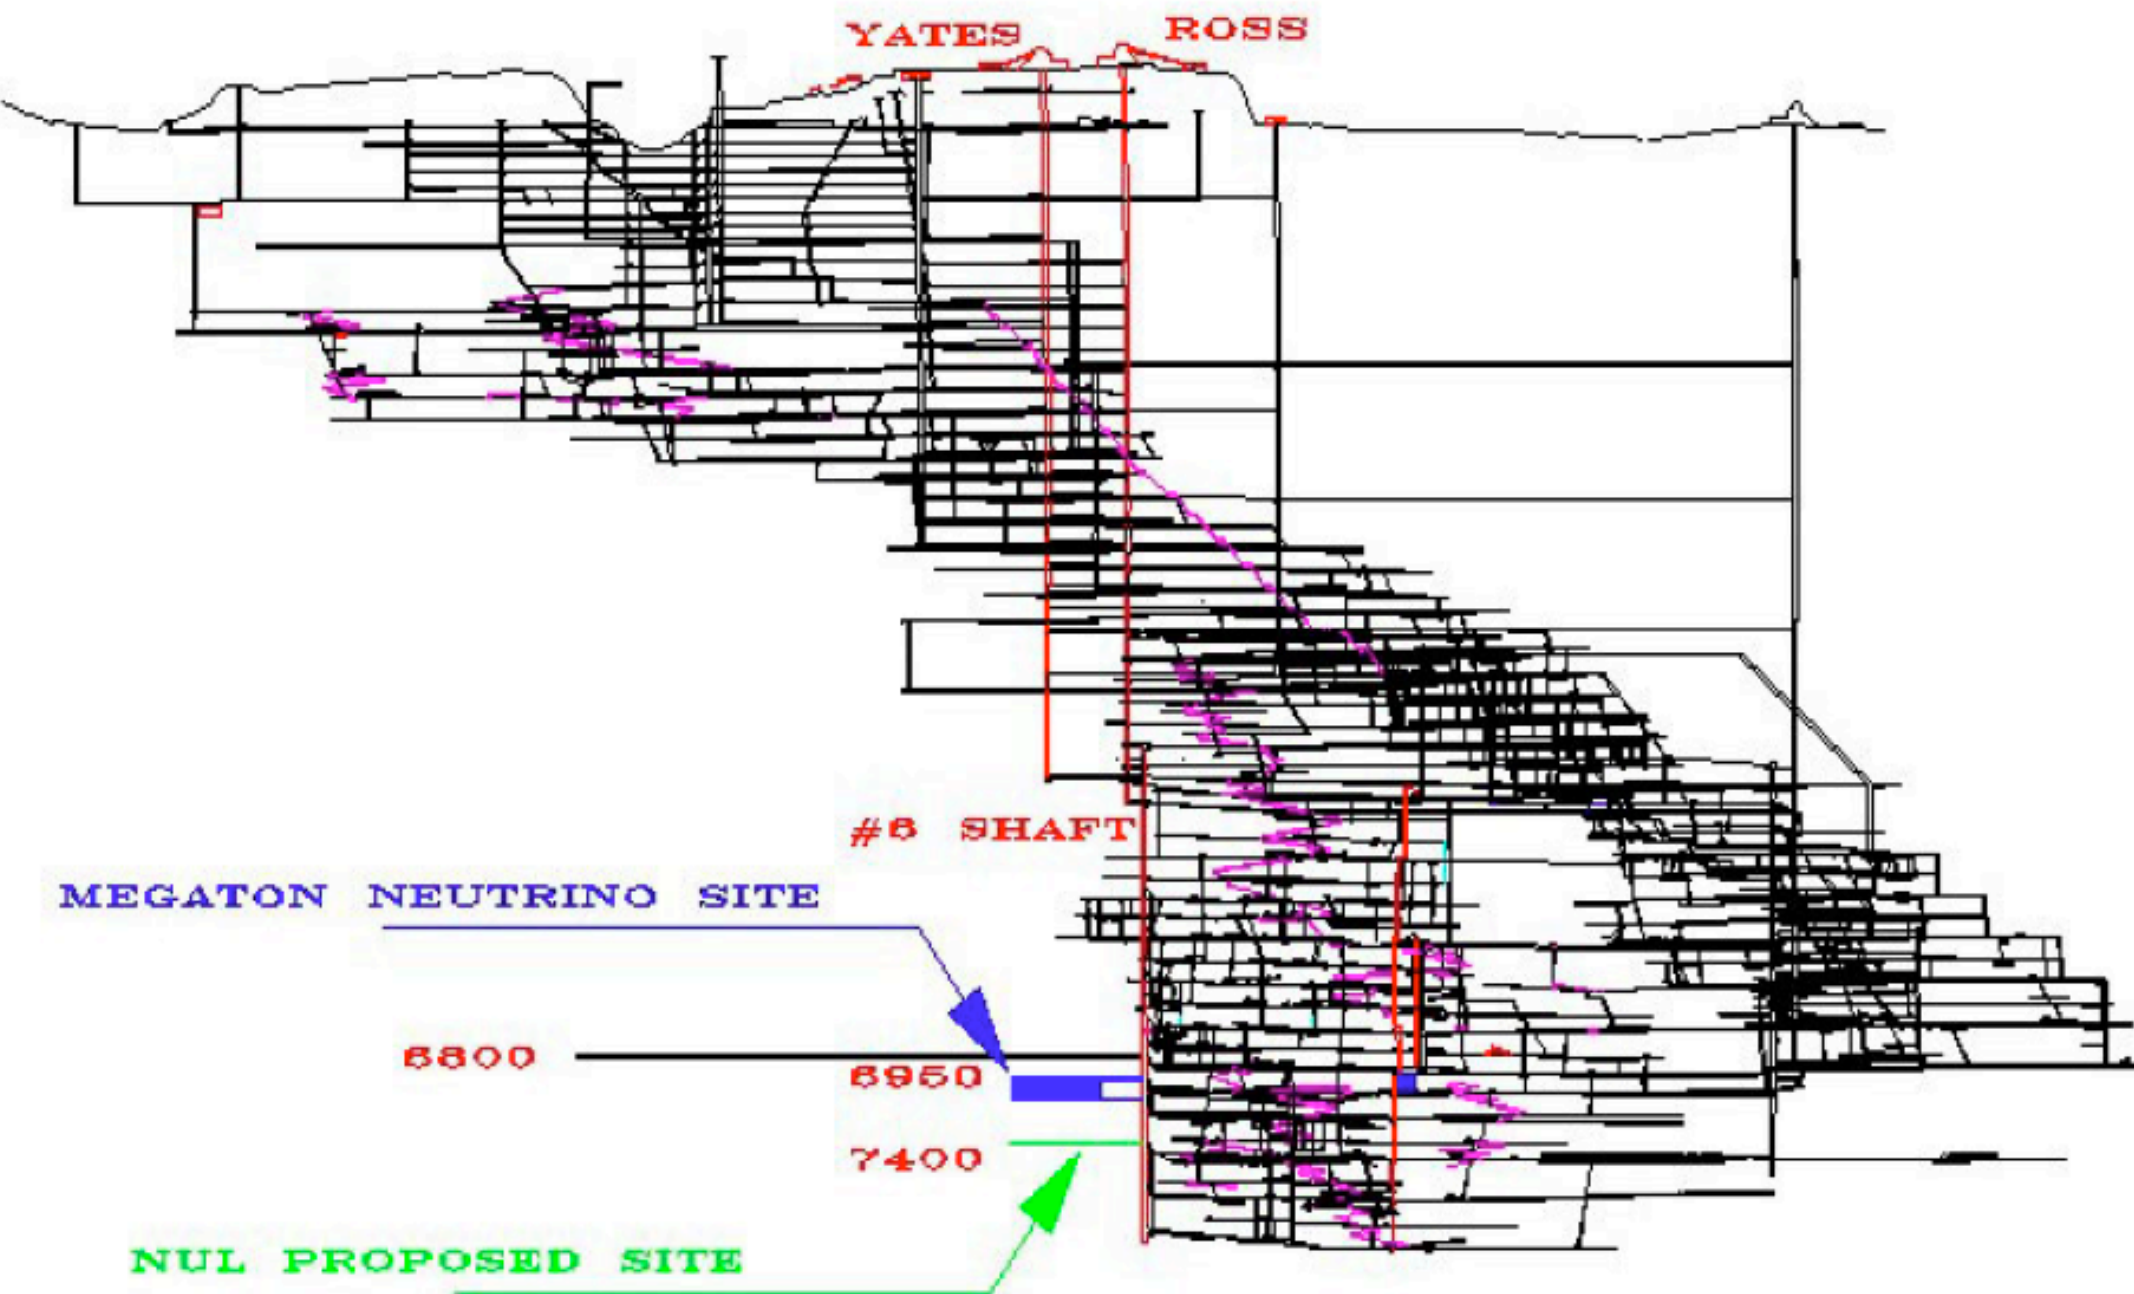 YATES ROSS
#6 SHAFT
MEGATON NEUTRINO SITE
6800
6950
7400
NUL PROPOSED SITE